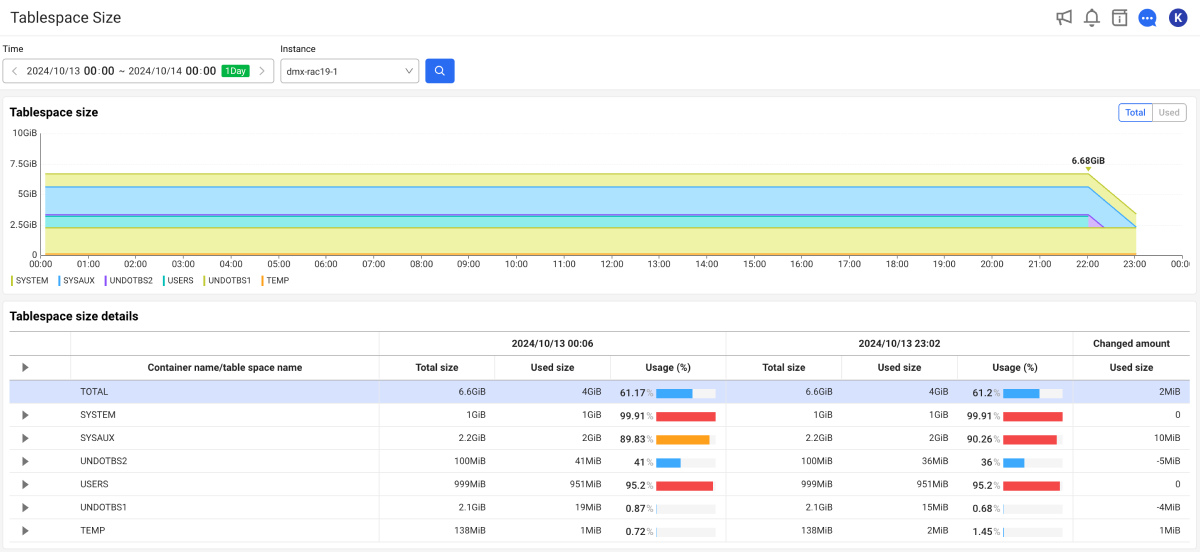 Tablespace Size
K
Time
Instance
2024/10/13 00:00 ~ 2024/10/14 00:00 1Day
dmx-rac19-1
Tablespace size
Total Used
10GiB
7.5GiB
5GiB
2.5GiB
0
6.68GiB
00:00 01:00 02:00 03:00 04:00 05:00 06:00 07:00 08:00 09:00 10:00 11:00 12:00 13:00 14:00 15:00 16:00 17:00 18:00 19:00 20:00 21:00 22:00 23:00 00:0
SYSTEM SYSAUX UNDOTBS2 USERS UNDOTBS1 TEMP
Tablespace size details
2024/10/13 00:06 2024/10/13 23:02 Changed amount
Container name/table space name Total size Used size Usage (%) Total size Used size Usage (%) Used size
TOTAL 6.6GiB 4GiB 61.17% 6.6GiB 4GiB 61.2% 2MiB
SYSTEM 1GiB 1GiB 99.91% 1GiB 1GiB 99.91% 0
SYSAUX 2.2GiB 2GiB 89.83% 2.2GiB 2GiB 90.26% 10MiB
UNDOTBS2 100MiB 41MiB 41% 100MiB 36MiB 36% -5MiB
USERS 999MiB 951MiB 95.2% 999MiB 951MiB 95.2% 0
UNDOTBS1 2.1GiB 19MiB 0.87% 2.1GiB 15MiB 0.68% -4MiB
TEMP 138MiB 1MiB 0.72% 138MiB 2MiB 1.45% 1MiB